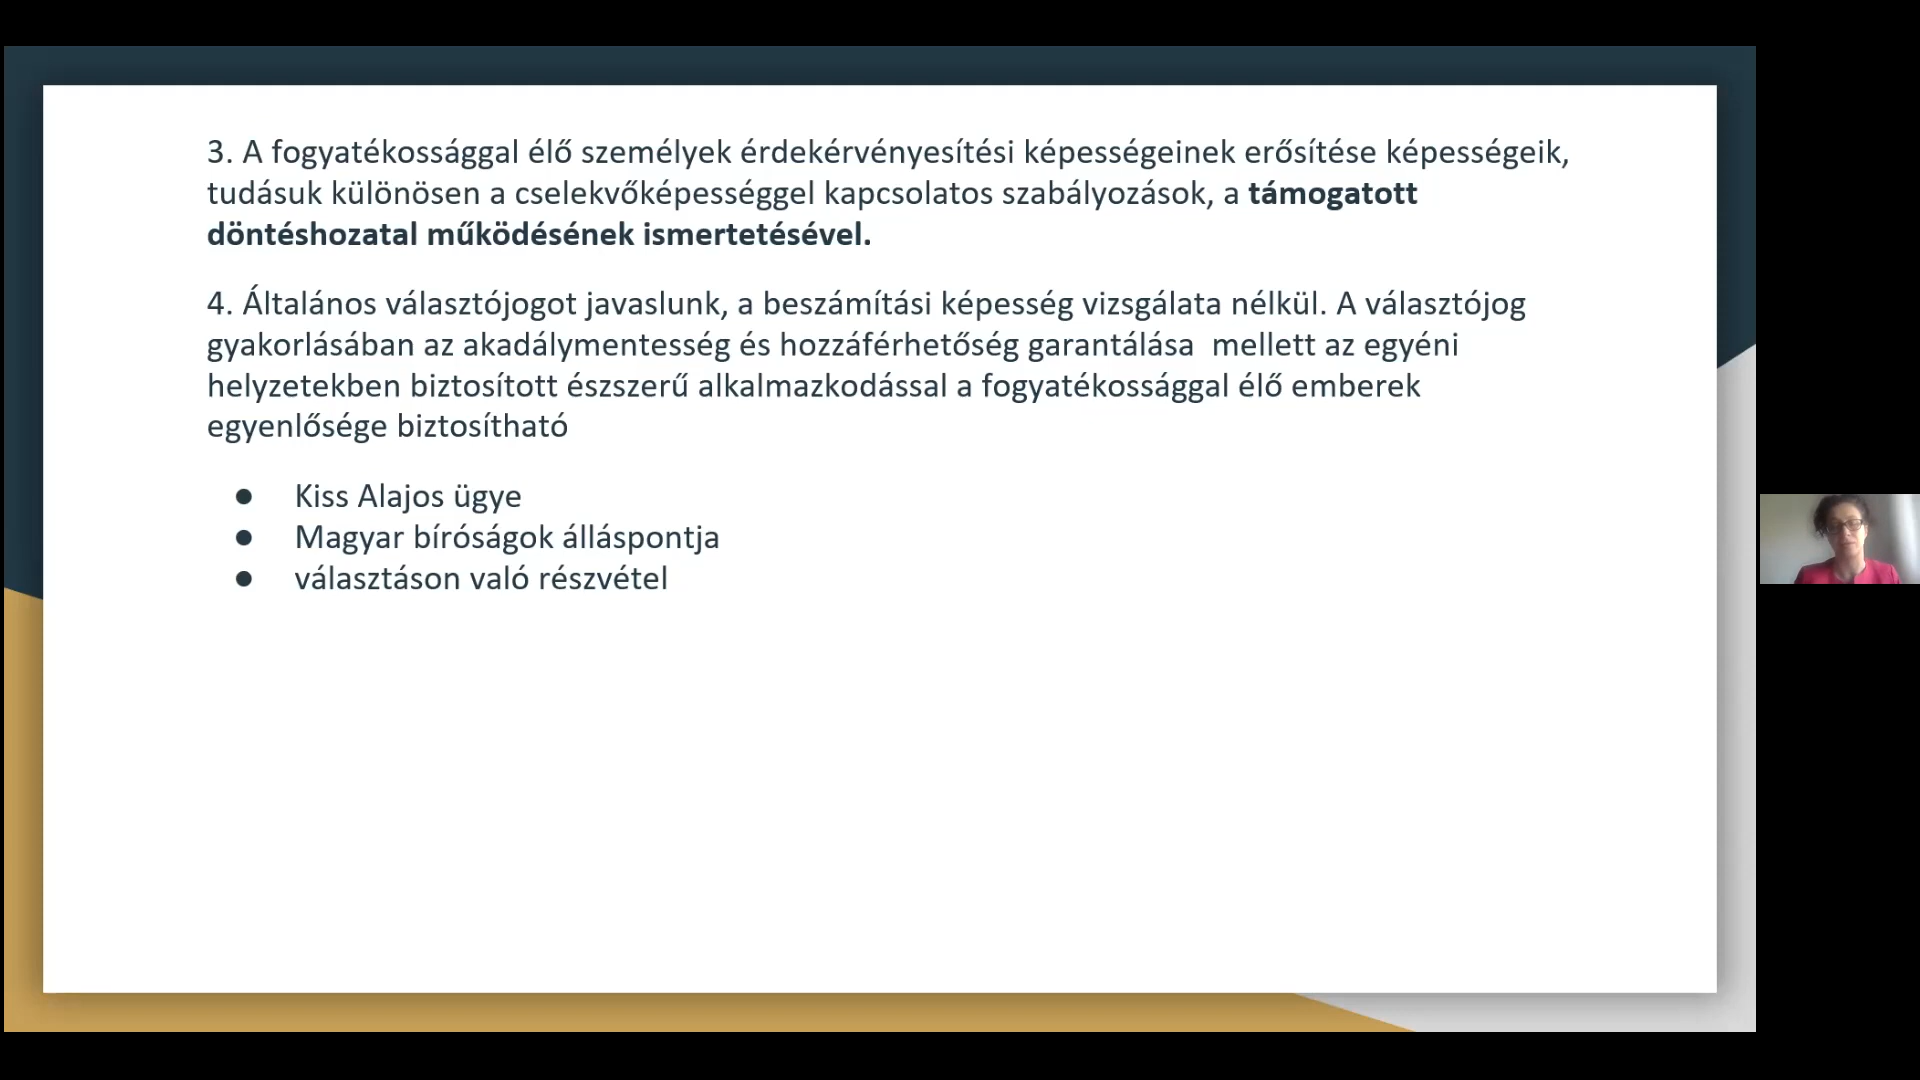 3. A fogyatékossággal élő személyek érdekérvényesítési képességeinek erősítése képességeik,
tudásuk különösen a cselekvőképességgel kapcsolatos szabályozások, a támogatott
döntéshozatal működésének ismertetésével.
4. Általános választójogot javaslunk, a beszámítási képesség vizsgálata nélkül. A választójog
gyakorlásában az akadálymentesség és hozzáférhetőség garantálása  mellett az egyéni
helyzetekben biztosított észszerű alkalmazkodással a fogyatékossággal élő emberek
egyenlősége biztosítható
● Kiss Alajos ügye
● Magyar bíróságok álláspontja
● választáson való részvétel